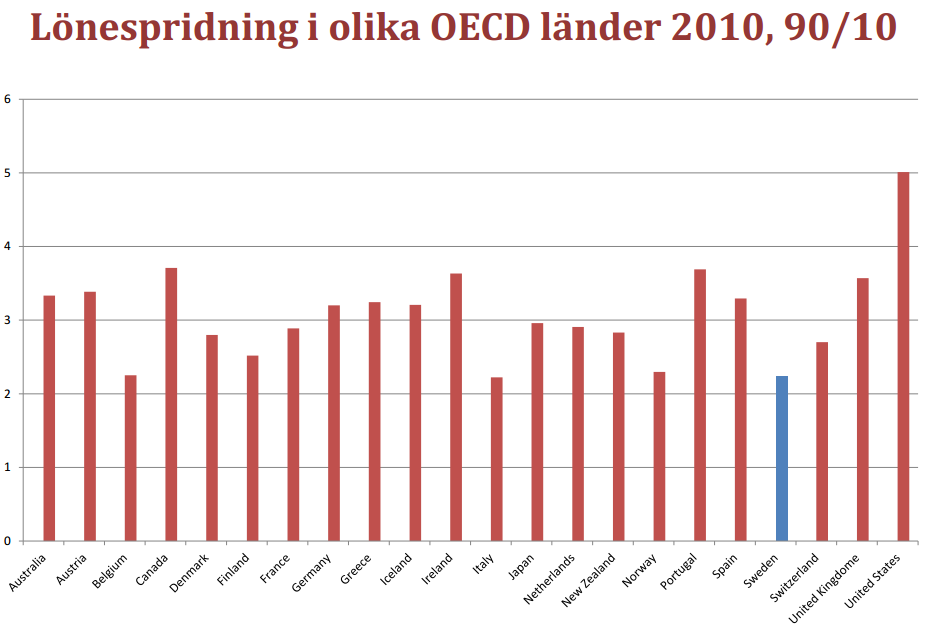 Lönespridning i olika OECD länder 2010, 90/10
6
5
4
3
2
1
0
Australia
Austria
Belgium
Canada
Denmark
Finland
France
Germany
Greece
Iceland
Ireland
Italy
Japan
Netherlands
New Zealand
Norway
Portugal
Spain
Sweden
Switzerland
United Kingdome
United States